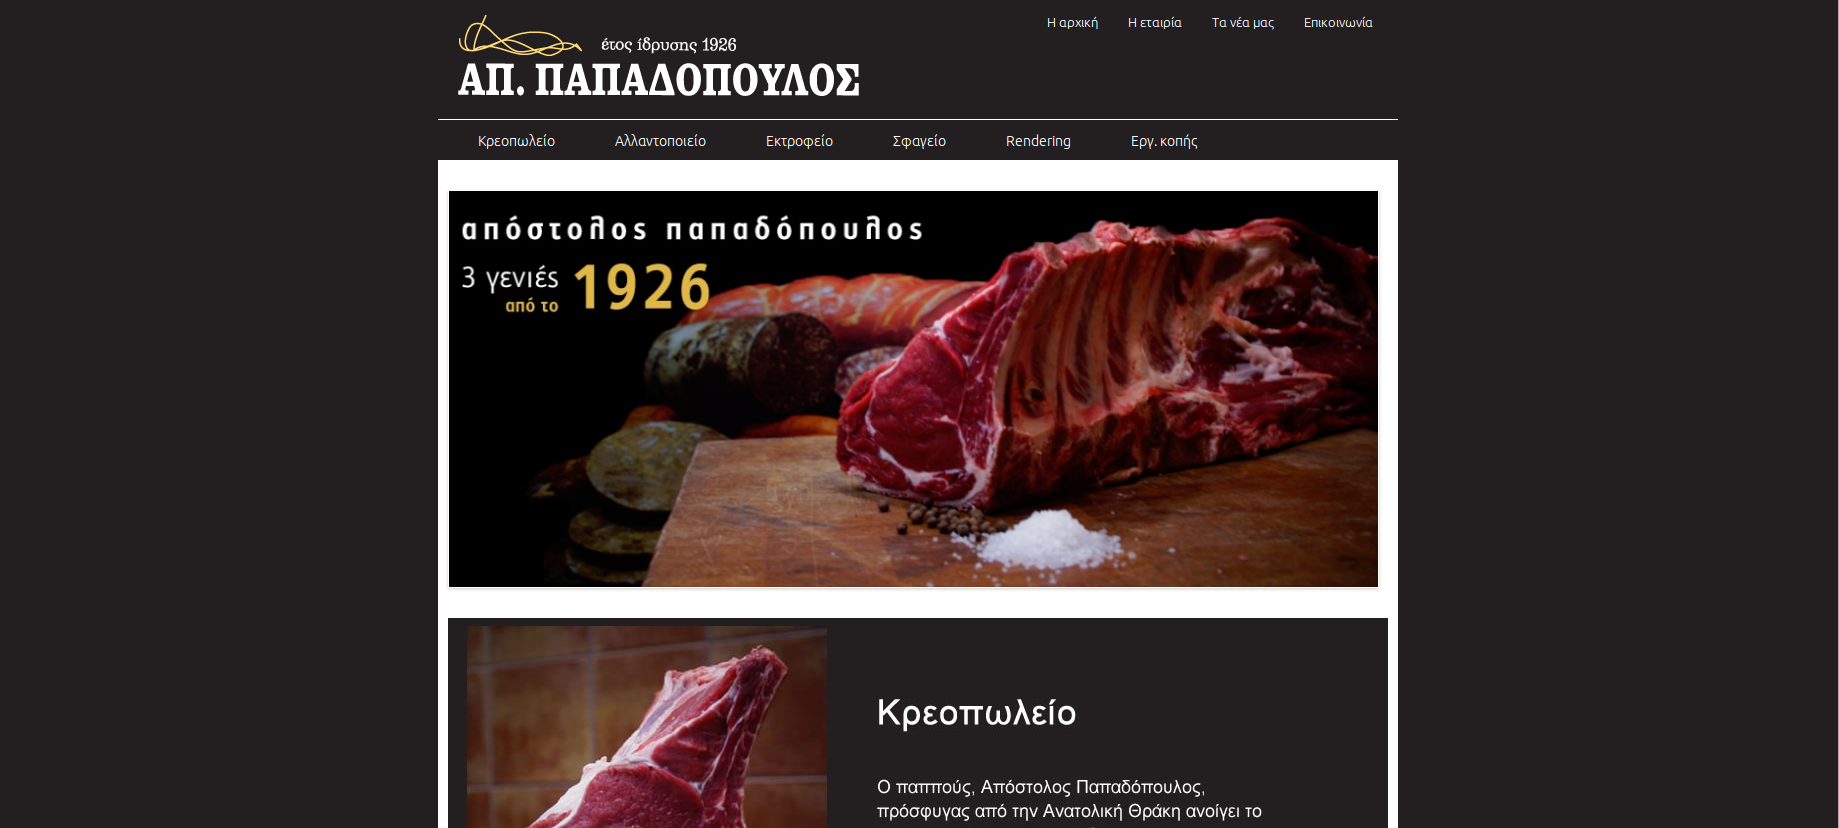 Η αρχική Η εταιρία Τα νέα μας Επικοινωνία
έτος ίδρυσης 1926
ΑΠ. ΠΑΠΑΔΟΠΟΥΛΟΣ
Κρεοπωλείο Αλλαντοποιείο Εκτροφείο Σφαγείο Rendering Εργ. κοπής
απόστολος παπαδόπουλος
3 γενιές
από το 1926
Κρεοπωλείο
Ο παππούς, Απόστολος Παπαδόπουλος,
πρόσφυγας από την Ανατολική Θράκη ανοίγει το